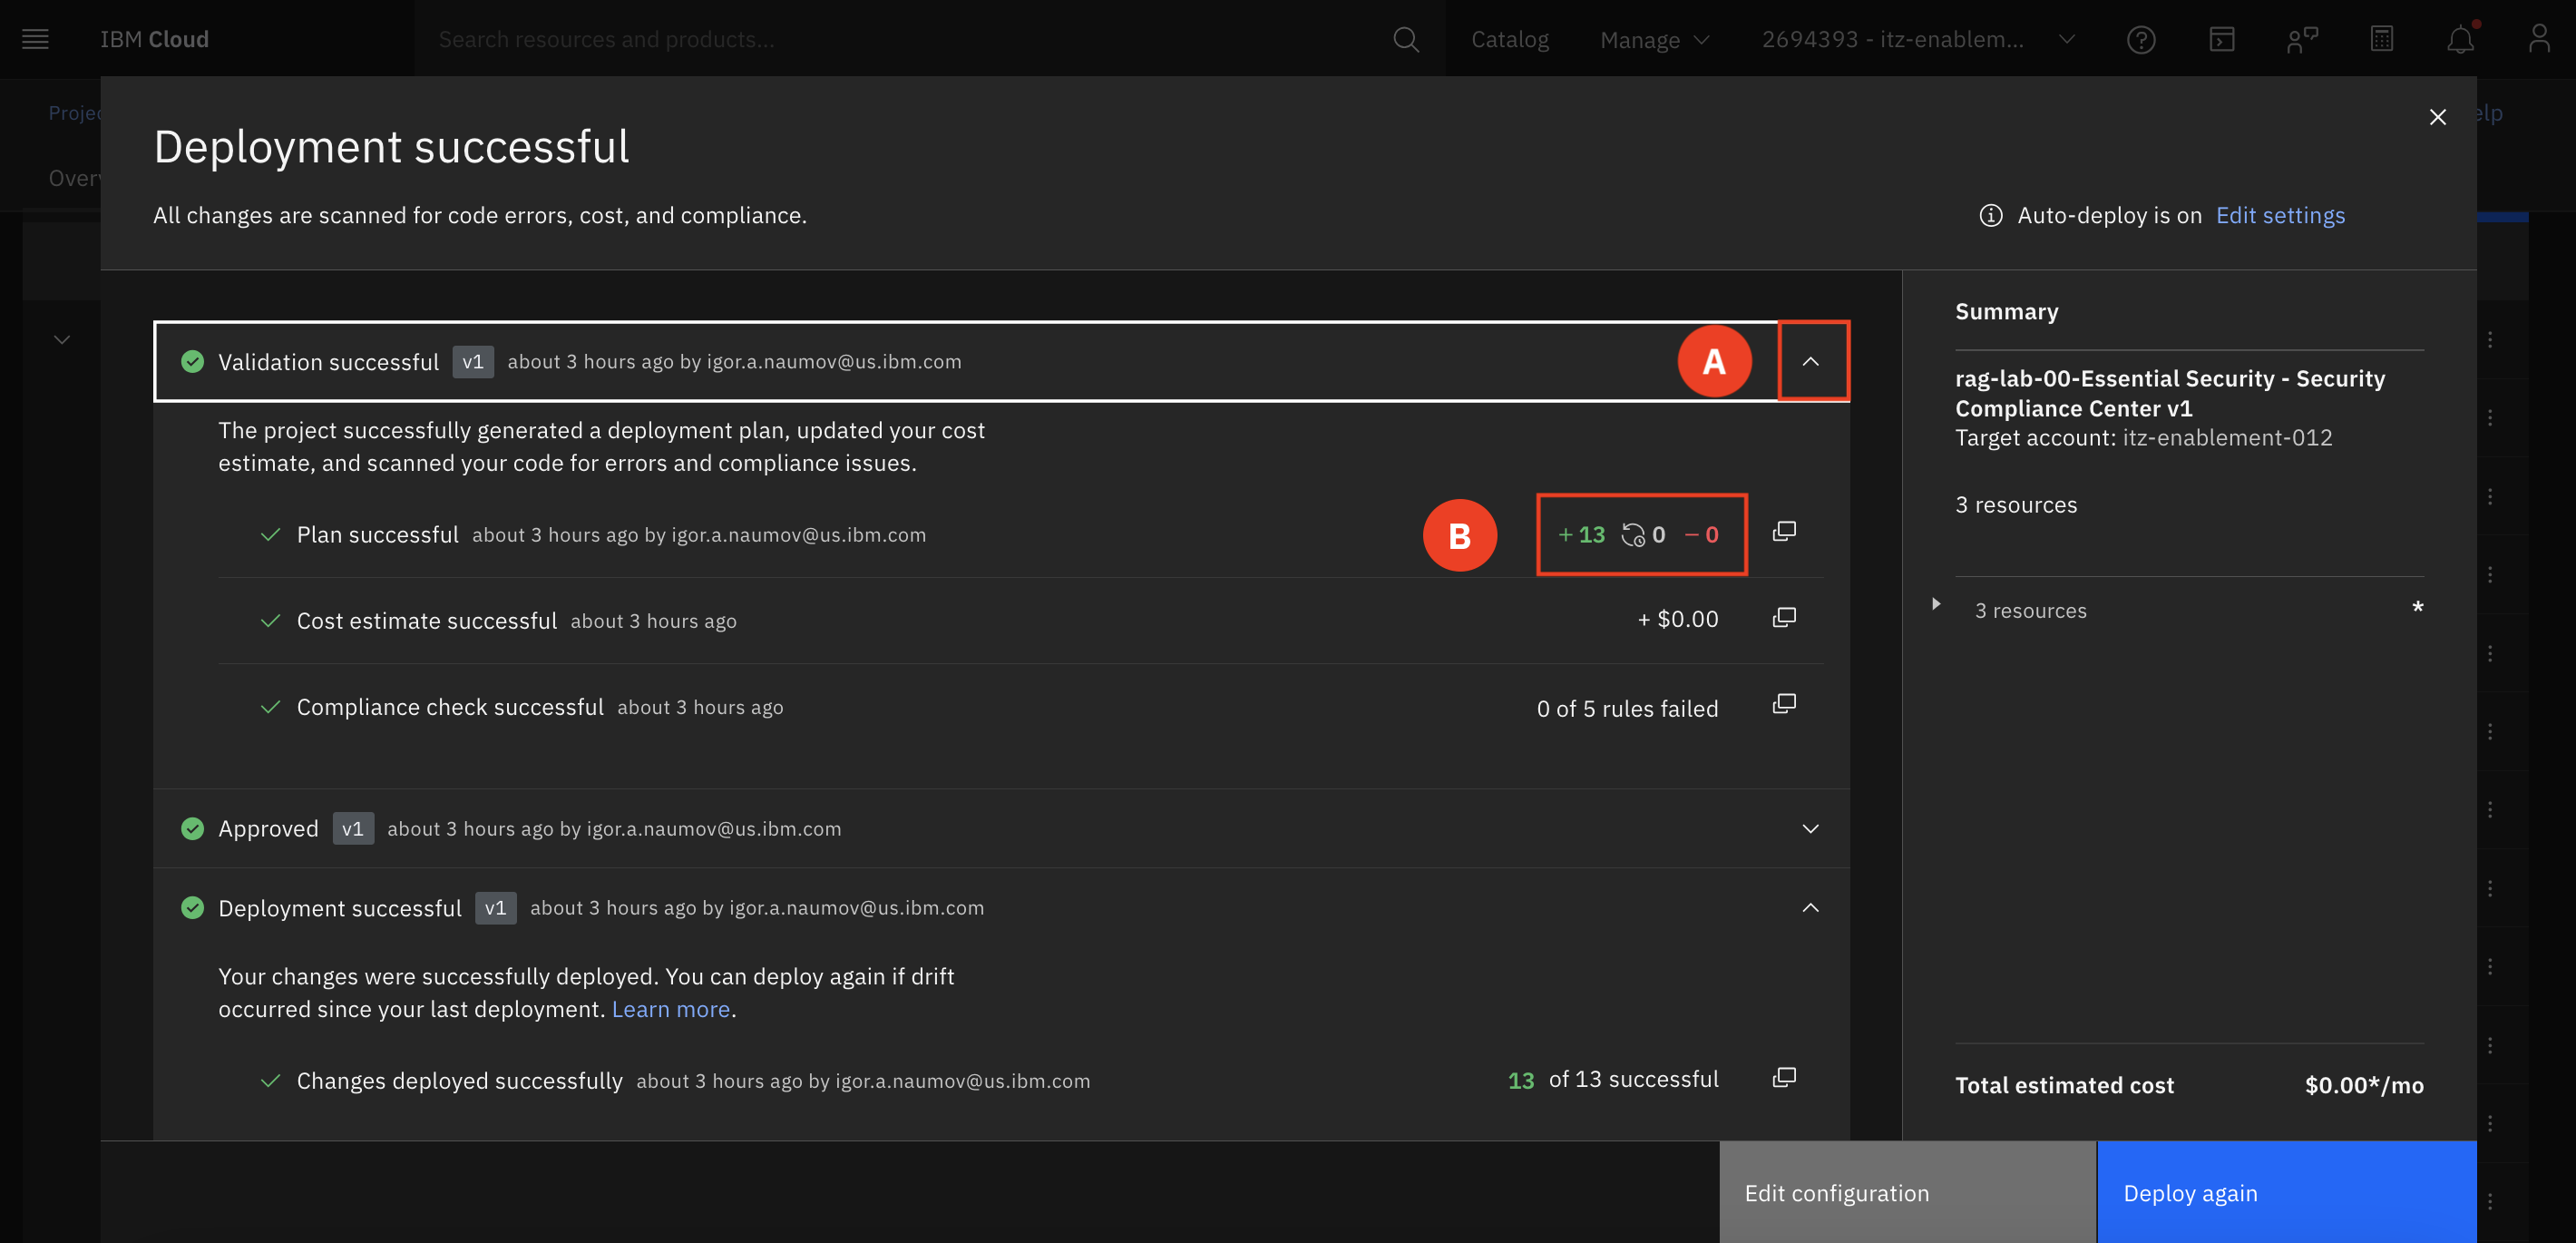 IBM Cloud
Search resources and products...
Catalog
Manage
2694393 - itz-enablem...
Projec
elp
Overv
Deployment successful
All changes are scanned for code errors, cost, and compliance.
Auto-deploy is on Edit settings
Validation successful v1 about 3 hours ago by igor.a.naumov@us.ibm.com
A
The project successfully generated a deployment plan, updated your cost
estimate, and scanned your code for errors and compliance issues.
Plan successful about 3 hours ago by igor.a.naumov@us.ibm.com
B
+ 13 0 − 0
Cost estimate successful about 3 hours ago
+ $0.00
Compliance check successful about 3 hours ago
0 of 5 rules failed
Approved v1 about 3 hours ago by igor.a.naumov@us.ibm.com
Deployment successful v1 about 3 hours ago by igor.a.naumov@us.ibm.com
Your changes were successfully deployed. You can deploy again if drift
occurred since your last deployment. Learn more.
Changes deployed successfully about 3 hours ago by igor.a.naumov@us.ibm.com
13 of 13 successful
Summary
rag-lab-00-Essential Security - Security
Compliance Center v1
Target account: itz-enablement-012
3 resources
3 resources *
Total estimated cost $0.00*/mo
Edit configuration
Deploy again